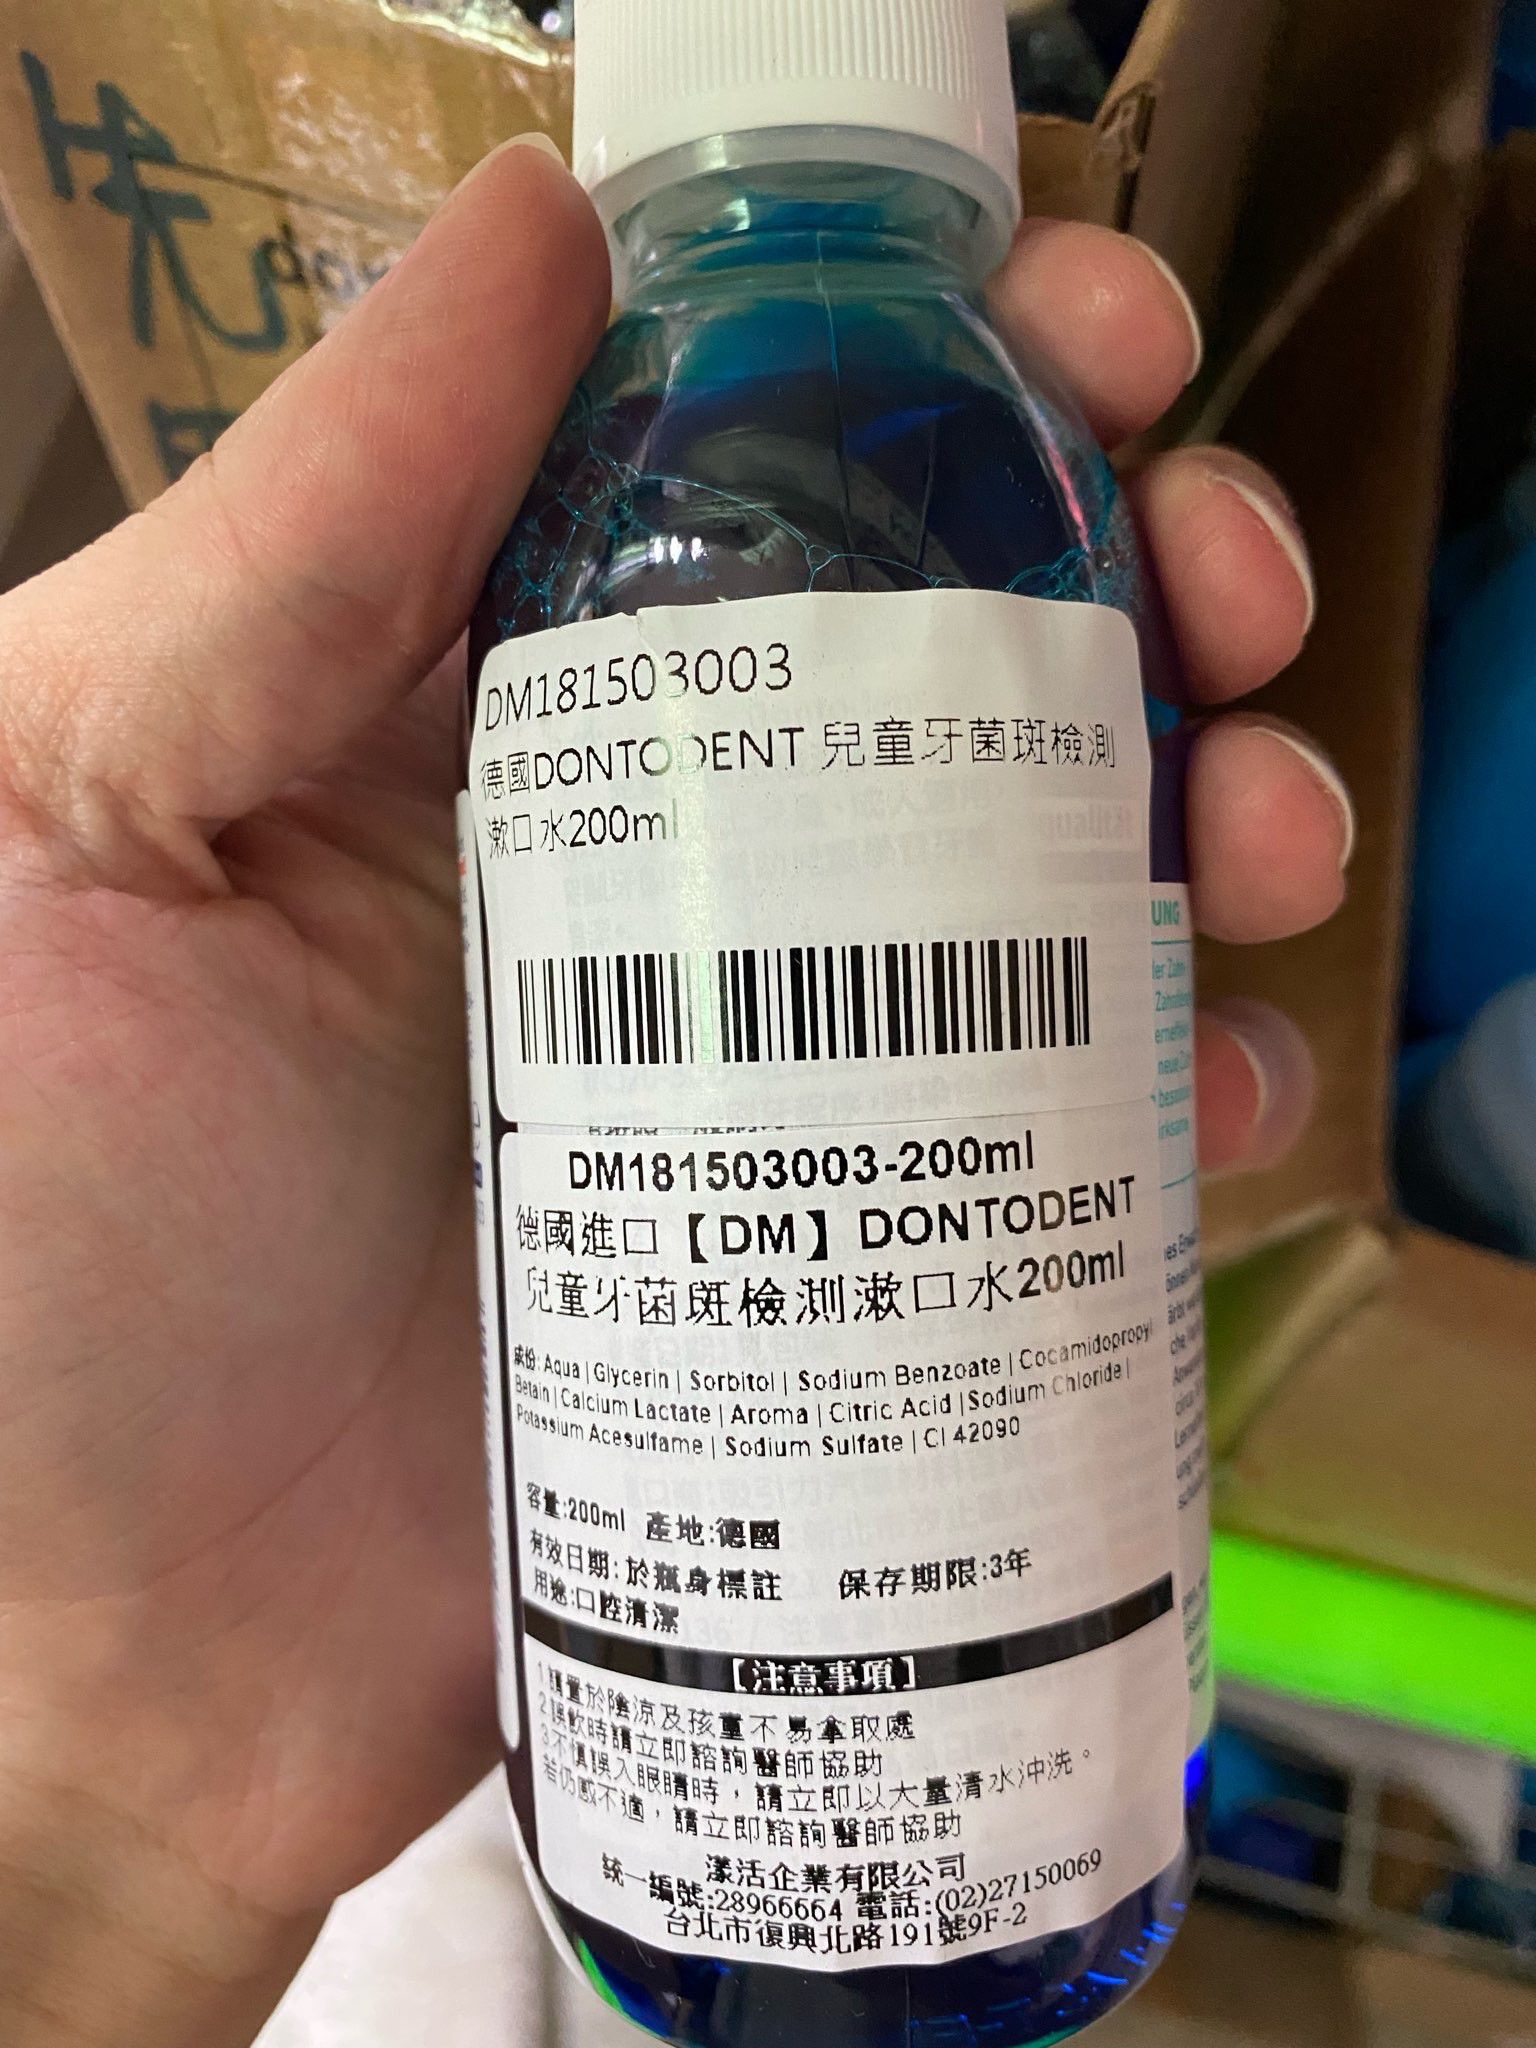 DM181503003
德國DONTODENT 兒童牙菌斑檢測
漱口水200ml
DM181503003-200ml
德國進口【DM】DONTODENT
兒童牙菌斑檢測漱口水200ml
成份: Aqua | Glycerin | Sorbitol | Sodium Benzoate | Cocamidopropyl
Betain | Calcium Lactate | Aroma | Citric Acid | Sodium Chloride |
Potassium Acesulfame | Sodium Sulfate | CI 42090
容量:200ml 產地:德國
有效日期:於瓶身標註 保存期限:3年
用途:口腔清潔
【注意事項】
1 請置於陰涼及孩童不易拿取處
2 誤飲時請立即諮詢醫師協助
3 不慎誤入眼睛時，請立即以大量清水沖洗。
若仍感不適，請立即諮詢醫師協助
漾活企業有限公司
統一編號:28966664 電話:(02)27150069
台北市復興北路191號9F-2
ualität
UNG